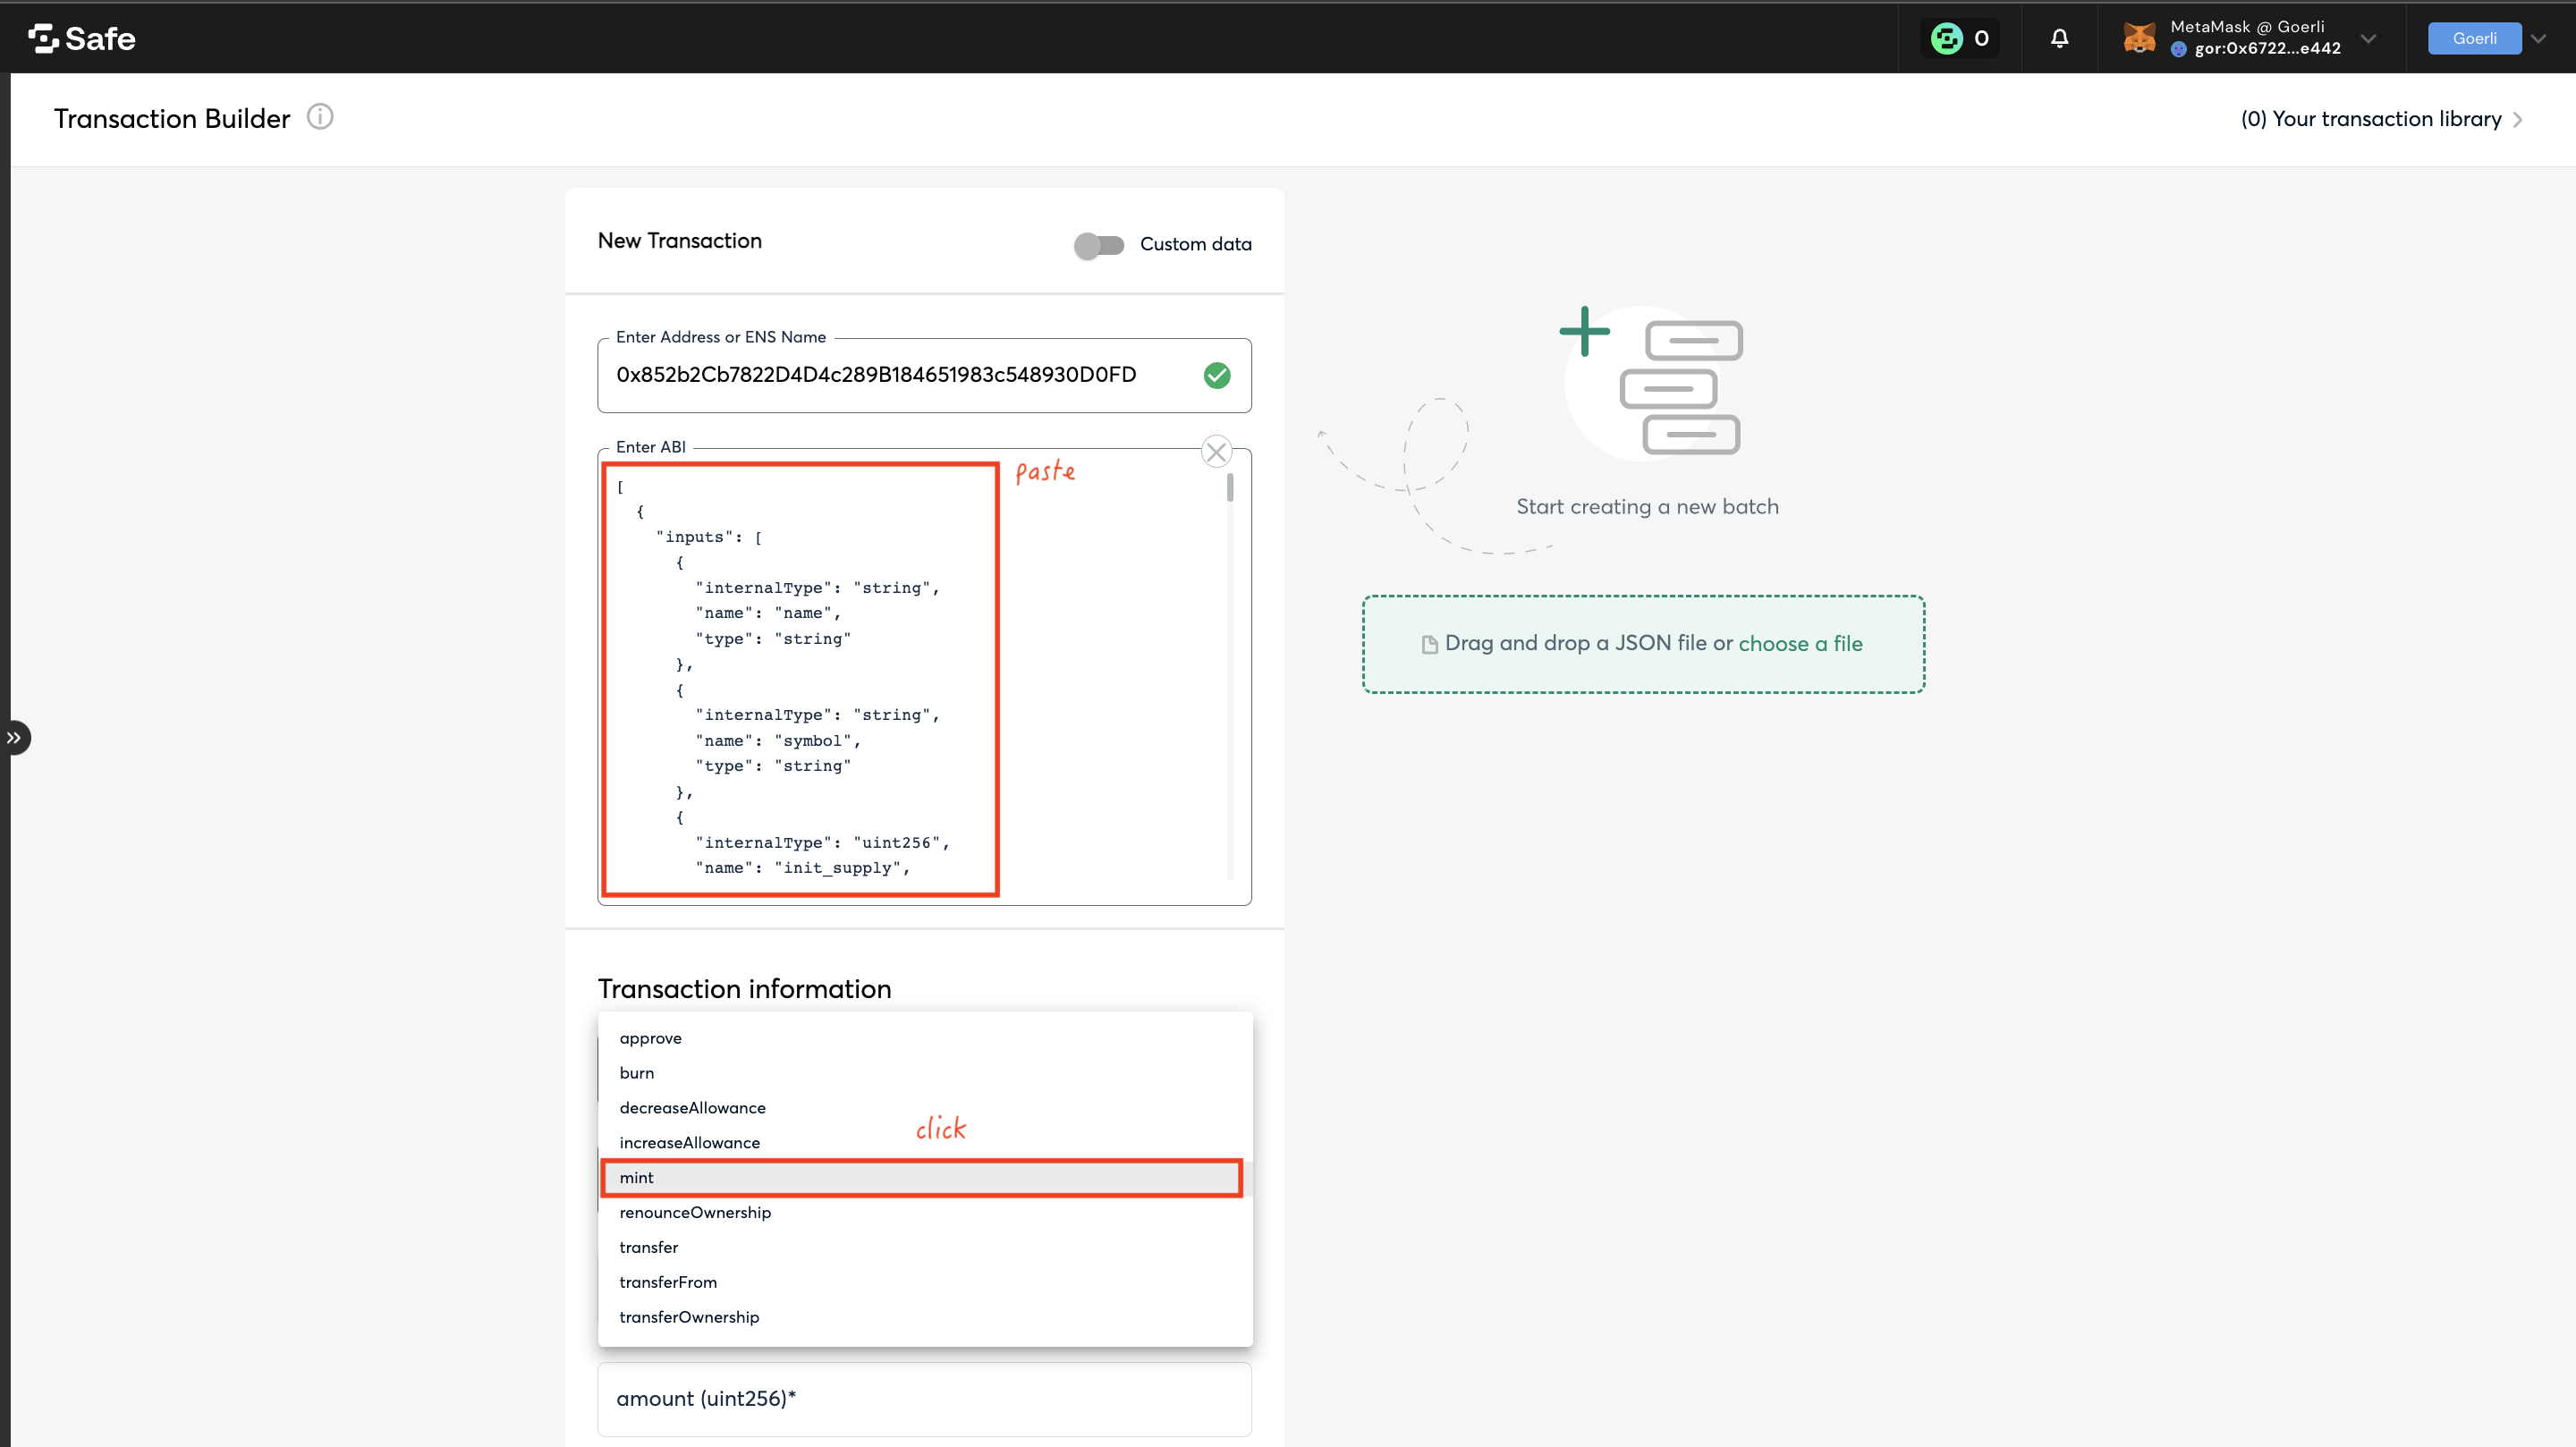 Safe
0
MetaMask @ Goerli
gor:0x6722...e442
Goerli
Transaction Builder
(0) Your transaction library
New Transaction
Custom data
Enter Address or ENS Name
0x852b2Cb7822D4D4c289B184651983c548930D0FD
Enter ABI
paste
[
{
"inputs": [
{
"internalType": "string",
"name": "name",
"type": "string"
},
{
"internalType": "string",
"name": "symbol",
"type": "string"
},
{
"internalType": "uint256",
"name": "init_supply",
Start creating a new batch
Drag and drop a JSON file or choose a file
Transaction information
approve
burn
decreaseAllowance
click
increaseAllowance
mint
renounceOwnership
transfer
transferFrom
transferOwnership
amount (uint256)*